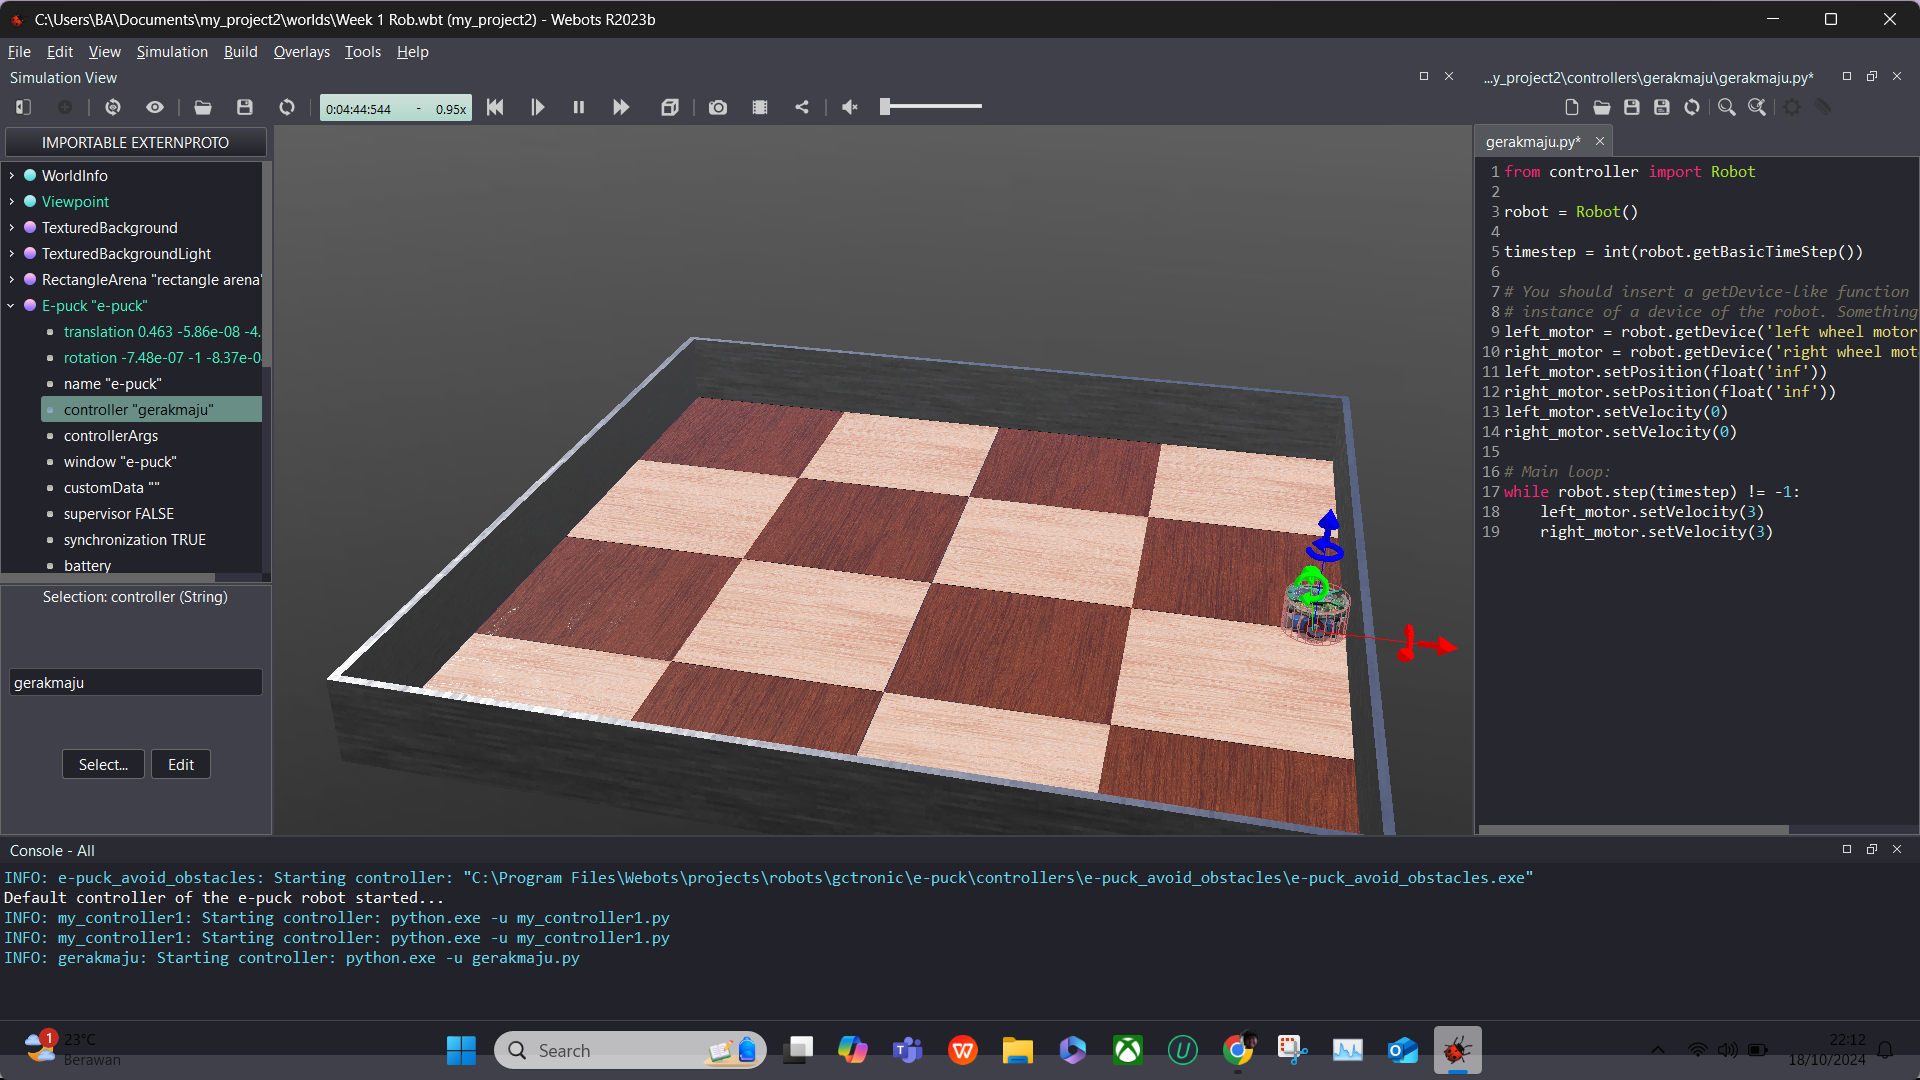 C:\Users\BA\Documents\my_project2\worlds\Week 1 Rob.wbt (my_project2) - Webots R2023b
File Edit View Simulation Build Overlays Tools Help
Simulation View
0:04:44:544 - 0.95x
IMPORTABLE EXTERNPROTO
WorldInfo
Viewpoint
TexturedBackground
TexturedBackgroundLight
RectangleArena "rectangle arena"
E-puck "e-puck"
translation 0.463 -5.86e-08 -4.
rotation -7.48e-07 -1 -8.37e-0
name "e-puck"
controller "gerakmaju"
controllerArgs
window "e-puck"
customData ""
supervisor FALSE
synchronization TRUE
battery
Selection: controller (String)
gerakmaju
Select... Edit
...y_project2\controllers\gerakmaju\gerakmaju.py*
gerakmaju.py*
1 from controller import Robot
2
3 robot = Robot()
4
5 timestep = int(robot.getBasicTimeStep())
6
7 # You should insert a getDevice-like function
8 # instance of a device of the robot. Something
9 left_motor = robot.getDevice('left wheel motor
10 right_motor = robot.getDevice('right wheel mot
11 left_motor.setPosition(float('inf'))
12 right_motor.setPosition(float('inf'))
13 left_motor.setVelocity(0)
14 right_motor.setVelocity(0)
15
16 # Main loop:
17 while robot.step(timestep) != -1:
18 left_motor.setVelocity(3)
19 right_motor.setVelocity(3)
Console - All
INFO: e-puck_avoid_obstacles: Starting controller: "C:\Program Files\Webots\projects\robots\gctronic\e-puck\controllers\e-puck_avoid_obstacles\e-puck_avoid_obstacles.exe"
Default controller of the e-puck robot started...
INFO: my_controller1: Starting controller: python.exe -u my_controller1.py
INFO: my_controller1: Starting controller: python.exe -u my_controller1.py
INFO: gerakmaju: Starting controller: python.exe -u gerakmaju.py
1
23°C
Berawan
Search
22:12
18/10/2024